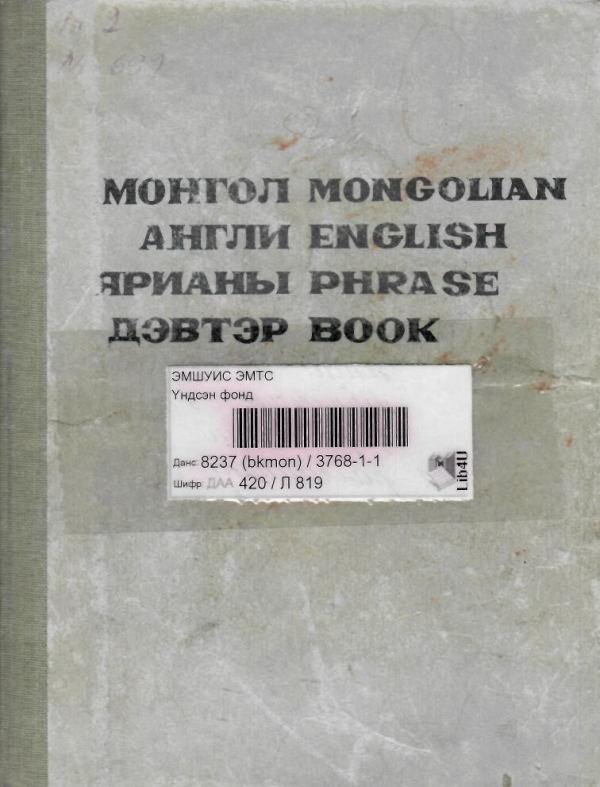 МОНГОЛ MONGOLIAN
АНГЛИ ENGLISH
ЯРИАНЫ PHRASE
ДЭВТЭР BOOK
ЭМШУИС ЭМТС
Үндсэн фонд
Данс: 8237 (bkmon) / 3768-1-1
Шифр: ДАА 420 / Л 819
Lib4U